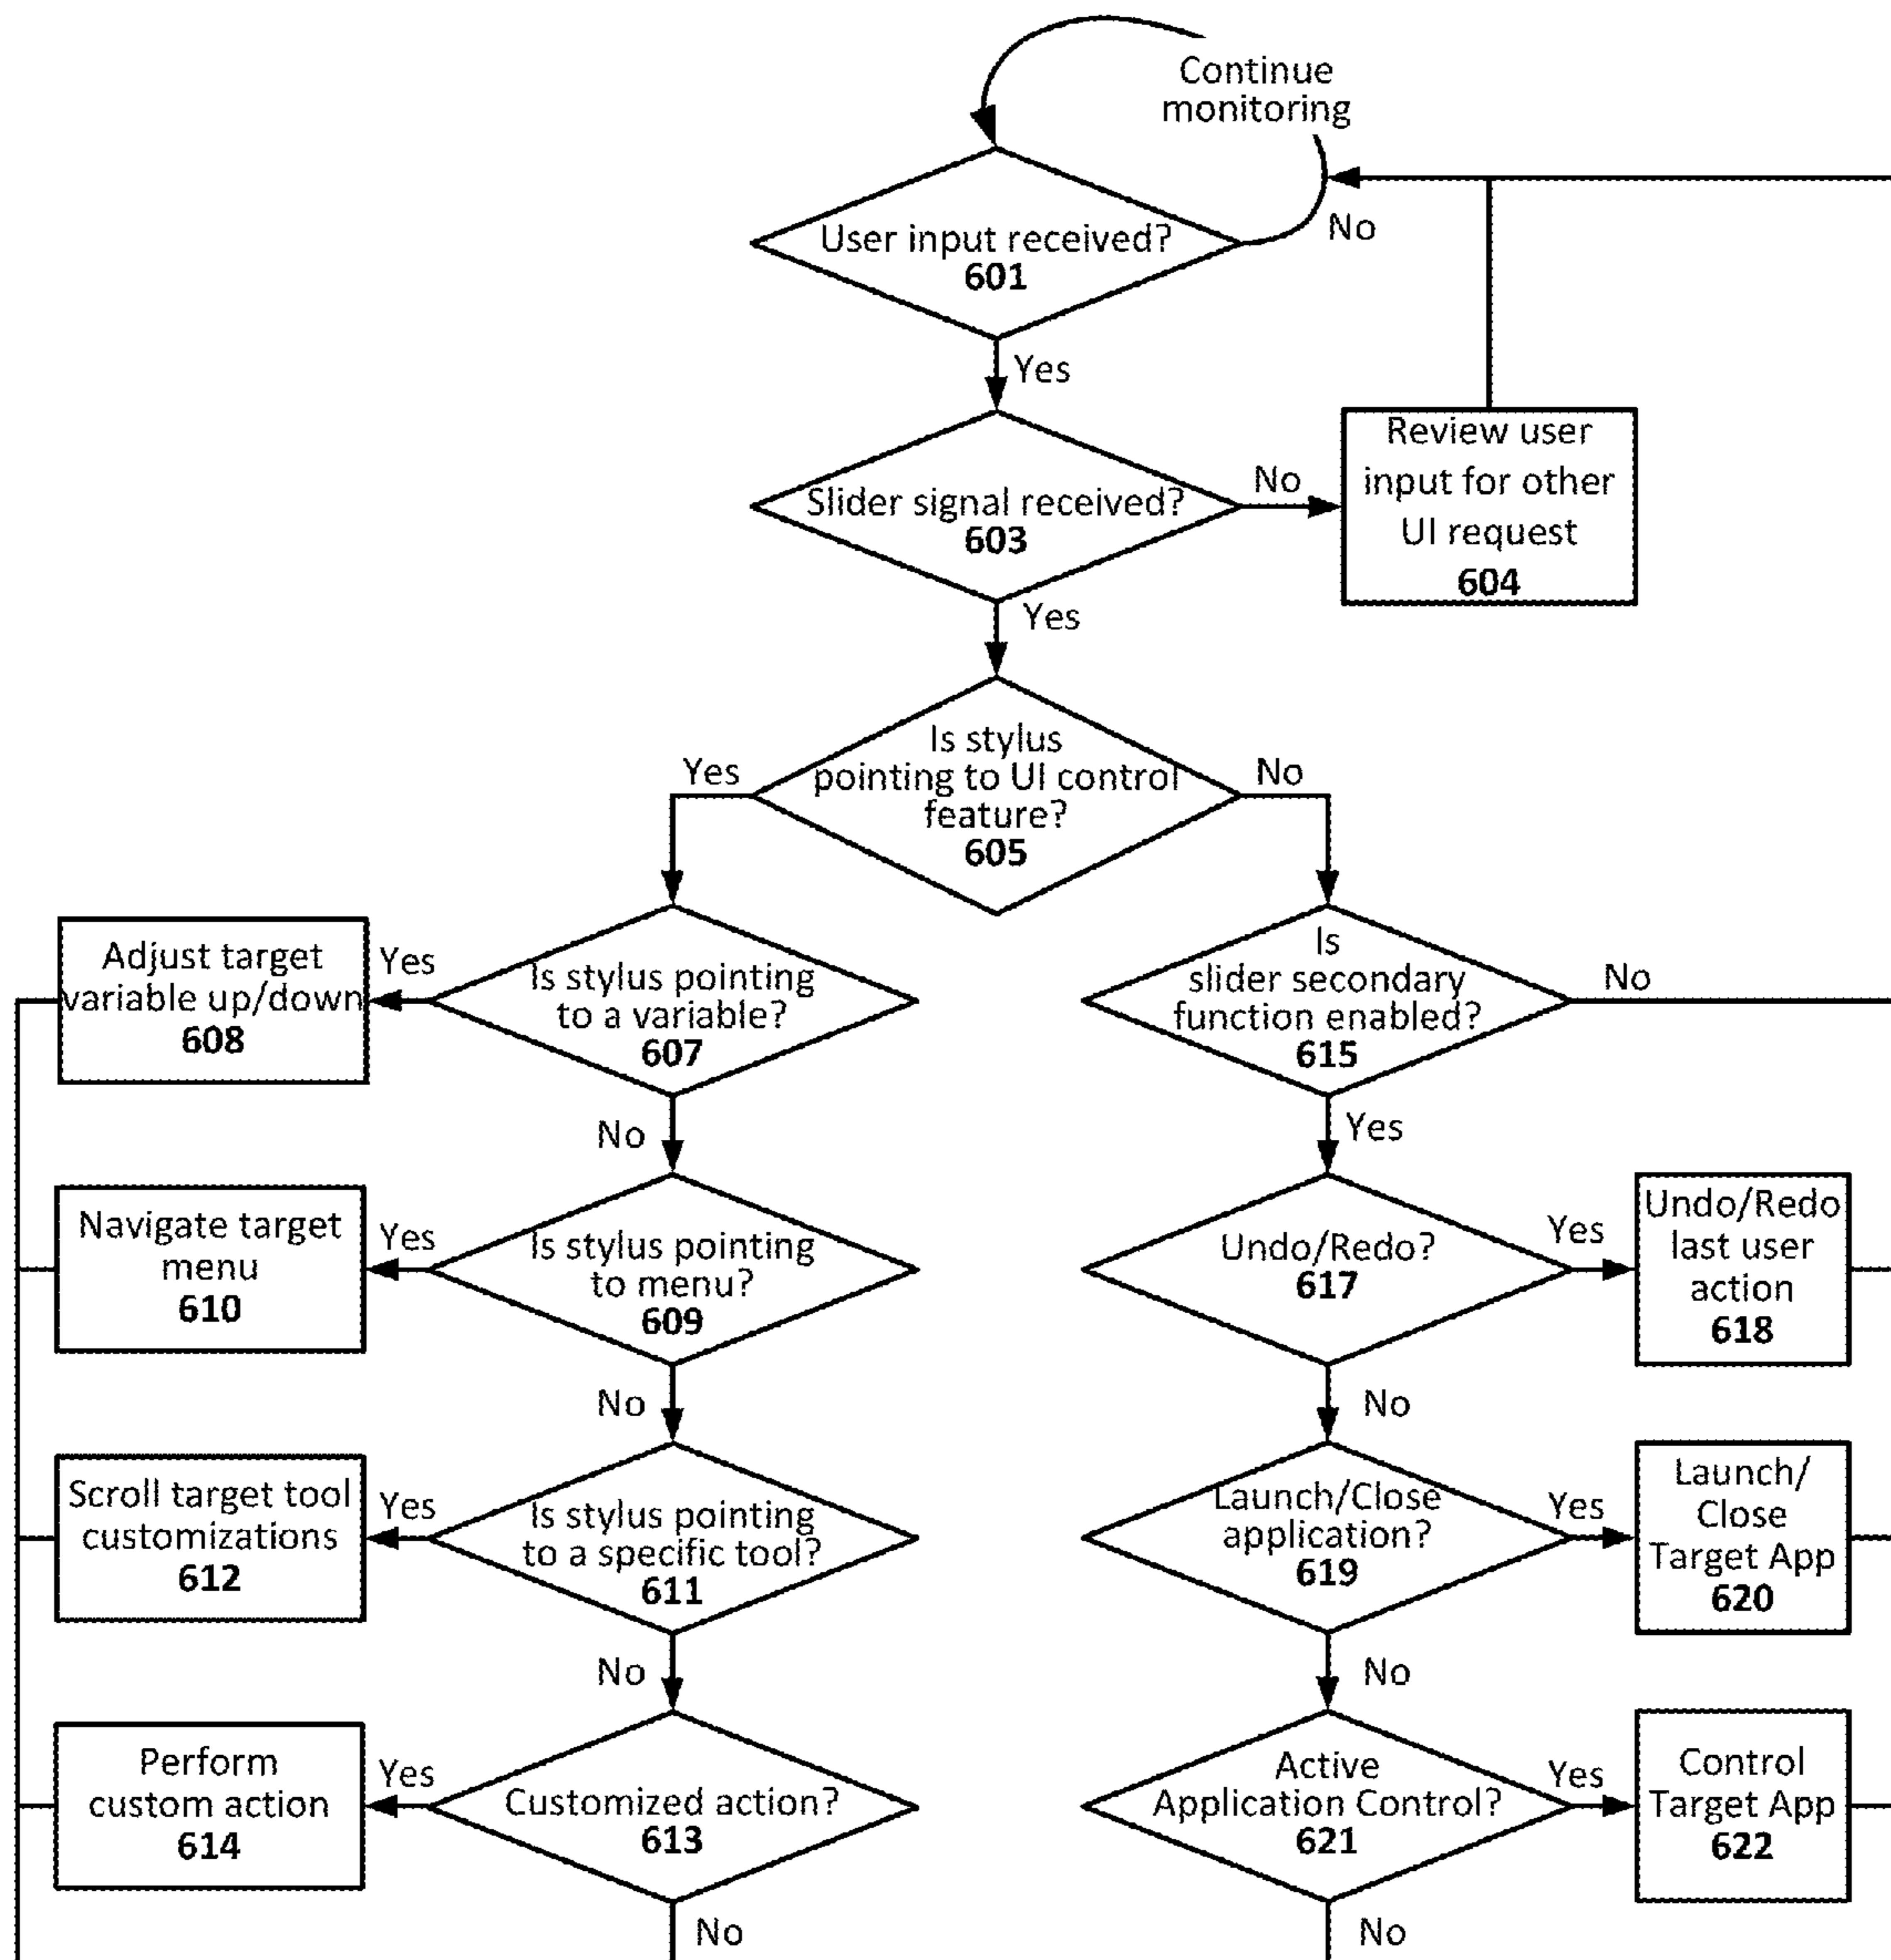 Continue
monitoring
No
User input received?
601
Yes
Slider signal received?
603
No
Review user
input for other
UI request
604
Yes
Is stylus
pointing to UI control
feature?
605
Yes
No
Adjust target
variable up/down
608
Yes
Is stylus pointing
to a variable?
607
Is
slider secondary
function enabled?
615
No
No
Yes
Navigate target
menu
610
Yes
Is stylus pointing
to menu?
609
Undo/Redo?
617
Yes
Undo/Redo
last user
action
618
No
No
Scroll target tool
customizations
612
Yes
Is stylus pointing
to a specific tool?
611
Launch/Close
application?
619
Yes
Launch/
Close
Target App
620
No
No
Perform
custom action
614
Yes
Customized action?
613
Active
Application Control?
621
Yes
Control
Target App
622
No
No